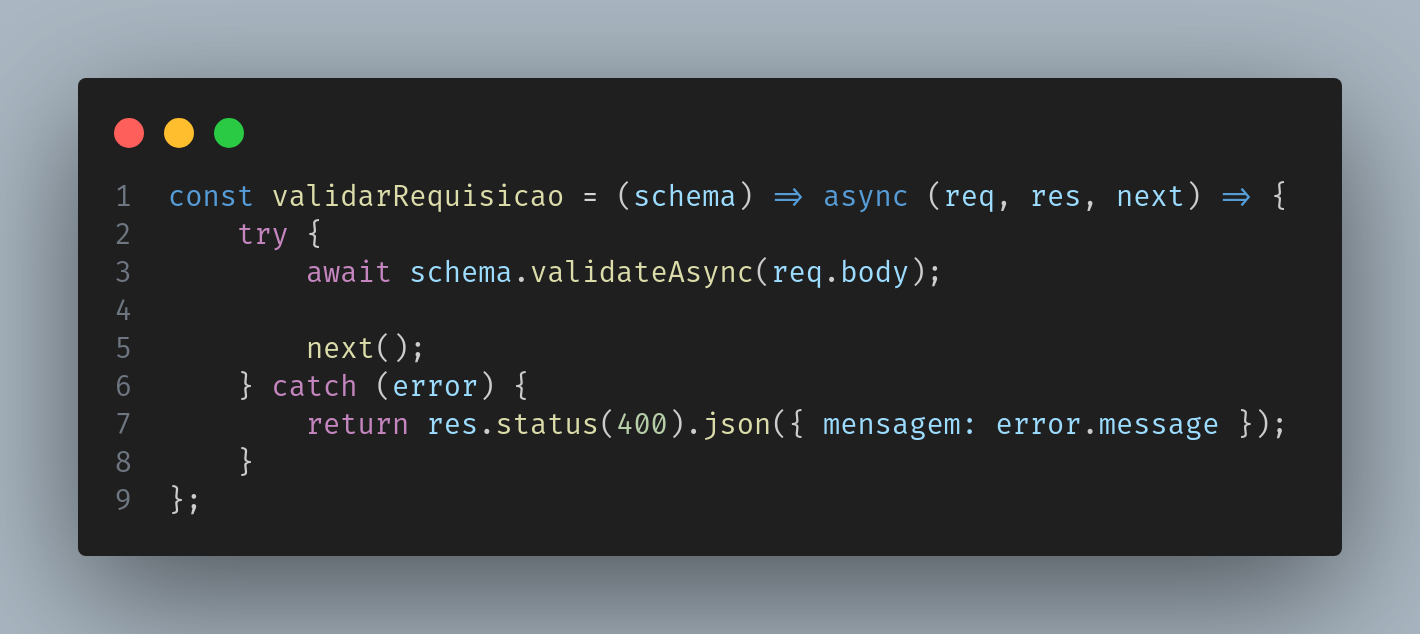 1 const validarRequisicao = (schema) => async (req, res, next) => {
2 try {
3 await schema.validateAsync(req.body);
4
5 next();
6 } catch (error) {
7 return res.status(400).json({ mensagem: error.message });
8 }
9 };